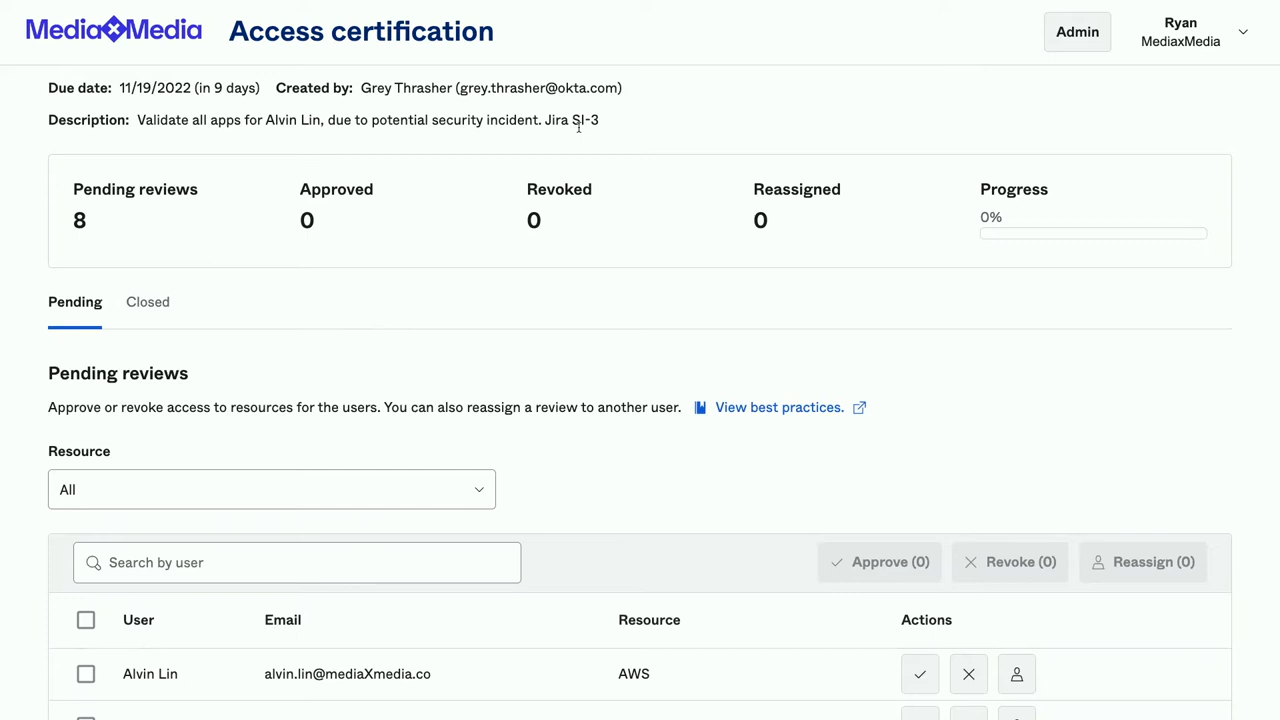 MediaXMedia Access certification Admin Ryan
MediaxMedia
Due date: 11/19/2022 (in 9 days) Created by: Grey Thrasher (grey.thrasher@okta.com)
Description: Validate all apps for Alvin Lin, due to potential security incident. Jira SI-3
Pending reviews Approved Revoked Reassigned Progress
8 0 0 0 0%
Pending Closed
Pending reviews
Approve or revoke access to resources for the users. You can also reassign a review to another user. View best practices.
Resource
All
Search by user Approve (0) Revoke (0) Reassign (0)
User Email Resource Actions
Alvin Lin alvin.lin@mediaXmedia.co AWS